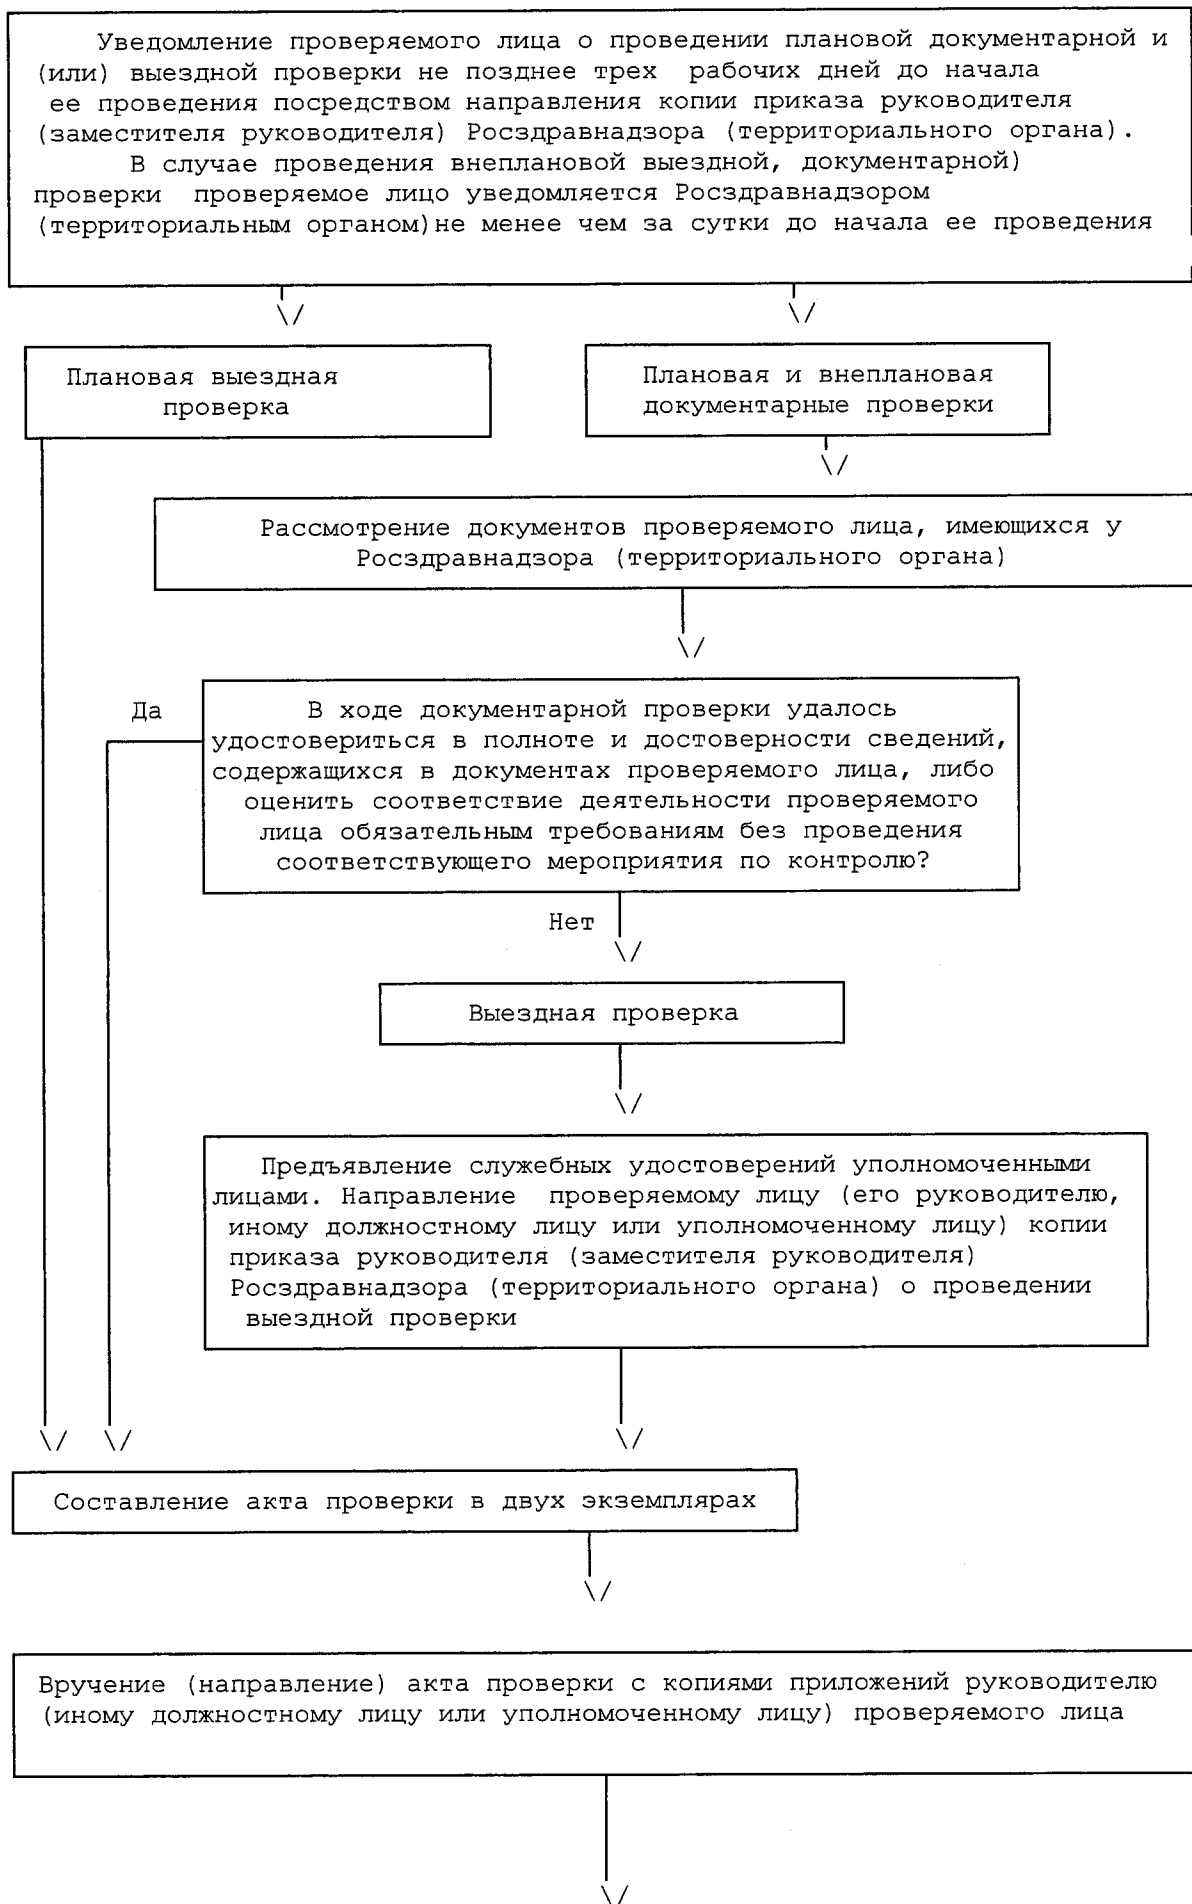 Уведомление проверяемого лица о проведении плановой документарной и
(или) выездной проверки не позднее трех рабочих дней до начала
ее проведения посредством направления копии приказа руководителя
(заместителя руководителя) Росздравнадзора (территориального органа).
В случае проведения внеплановой выездной, документарной)
проверки проверяемое лицо уведомляется Росздравнадзором
(территориальным органом)не менее чем за сутки до начала ее проведения
Плановая выездная
проверка
Плановая и внеплановая
документарные проверки
Рассмотрение документов проверяемого лица, имеющихся у
Росздравнадзора (территориального органа)
Да
В ходе документарной проверки удалось
удостовериться в полноте и достоверности сведений,
содержащихся в документах проверяемого лица, либо
оценить соответствие деятельности проверяемого
лица обязательным требованиям без проведения
соответствующего мероприятия по контролю?
Нет
Выездная проверка
Предъявление служебных удостоверений уполномоченными
лицами. Направление проверяемому лицу (его руководителю,
иному должностному лицу или уполномоченному лицу) копии
приказа руководителя (заместителя руководителя)
Росздравнадзора (территориального органа) о проведении
выездной проверки
Составление акта проверки в двух экземплярах
Вручение (направление) акта проверки с копиями приложений руководителю
(иному должностному лицу или уполномоченному лицу) проверяемого лица